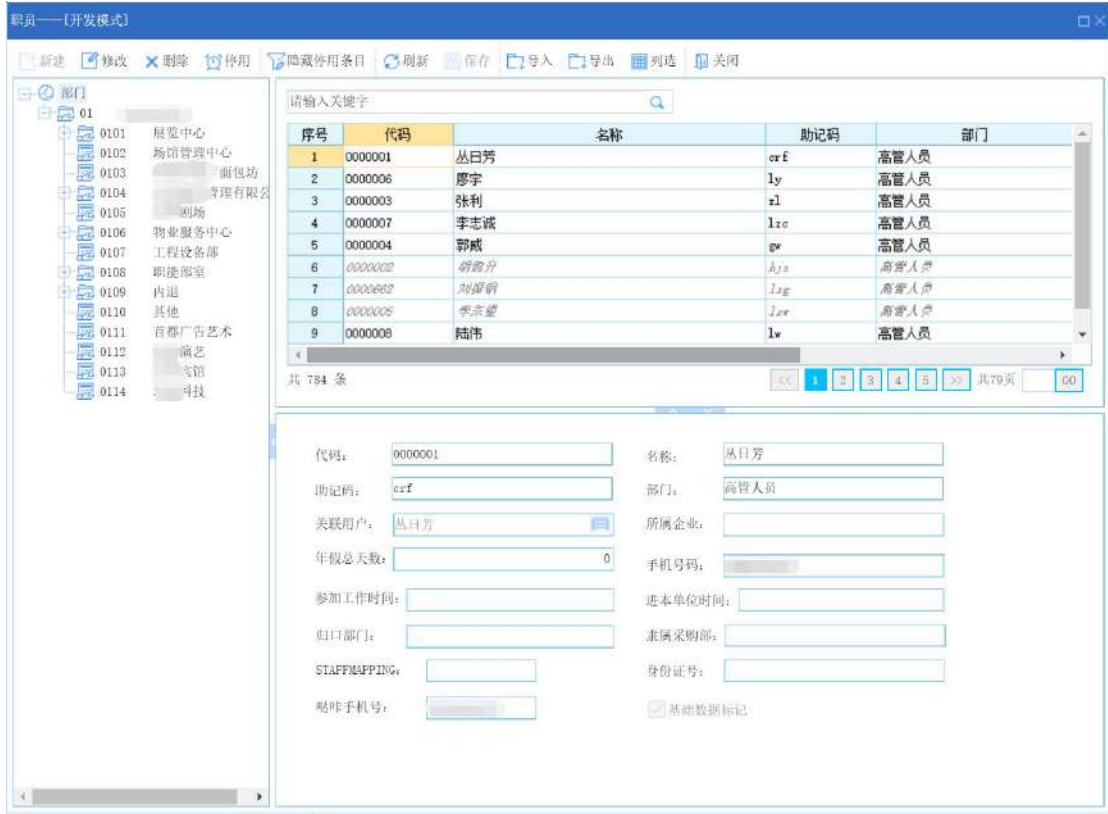 职员——[开发模式]
新建 修改 删除 停用 隐藏停用条目 刷新 保存 导入 导出 列选 关闭
部门
01
0101 展览中心
0102 场馆管理中心
0103 面包坊
0104 管理有限公
0105 剧场
0106 物业服务中心
0107 工程设备部
0108 职能部室
0109 内退
0110 其他
0111 首都广告艺术
0112 演艺
0113 宾馆
0114 科技
请输入关键字
序号 代码 名称 助记码 部门
1 0000001 丛日芳 crf 高管人员
2 0000006 廖宇 ly 高管人员
3 0000003 张利 zl 高管人员
4 0000007 李志诚 lzc 高管人员
5 0000004 郭威 gw 高管人员
6 0000002 高管人员
7 0000662 高管人员
8 0000005 高管人员
9 0000008 陆伟 lw 高管人员
共 784 条
<< 1 2 3 4 5 >> 共79页 GO
代码: 0000001 名称: 丛日芳
助记码: crf 部门: 高管人员
关联用户: 丛日芳 所属企业:
年假总天数: 0 手机号码:
参加工作时间: 进本单位时间:
归口部门: 隶属采购部:
STAFFMAPPING: 身份证号:
哒咔手机号: 基础数据标记